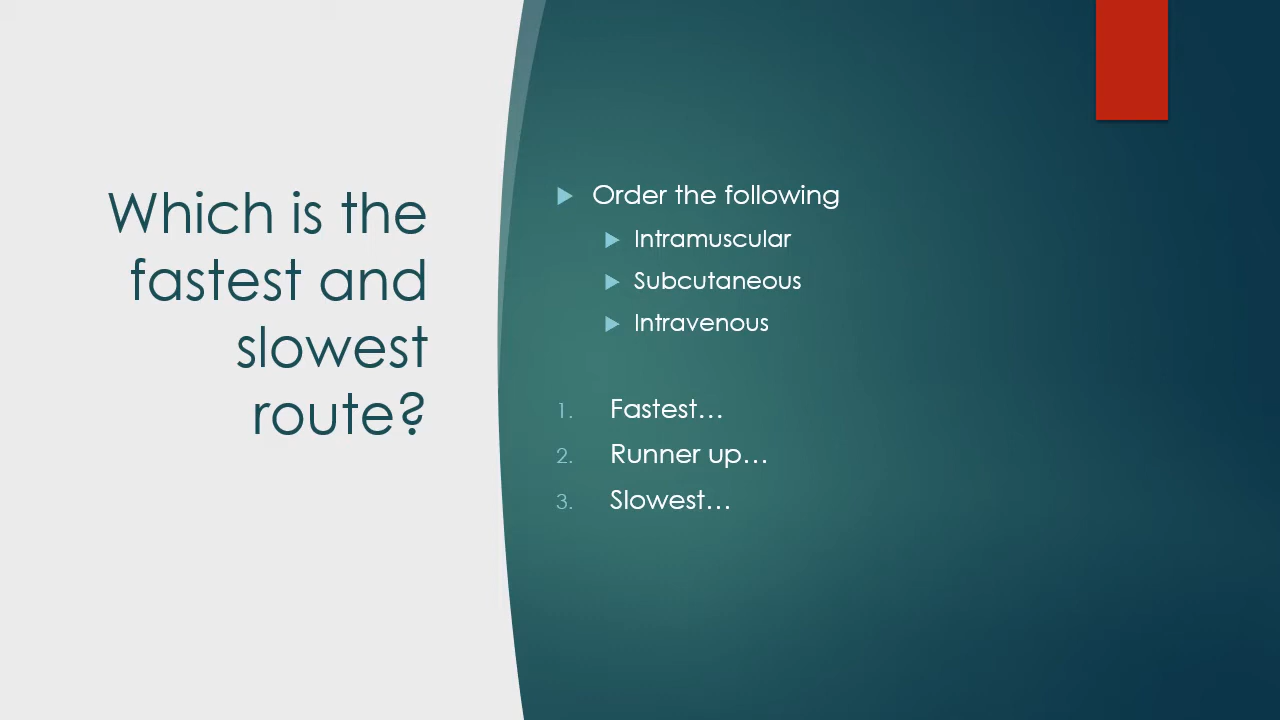 Which is the
fastest and
slowest
route?
Order the following
Intramuscular
Subcutaneous
Intravenous
1. Fastest…
2. Runner up…
3. Slowest…